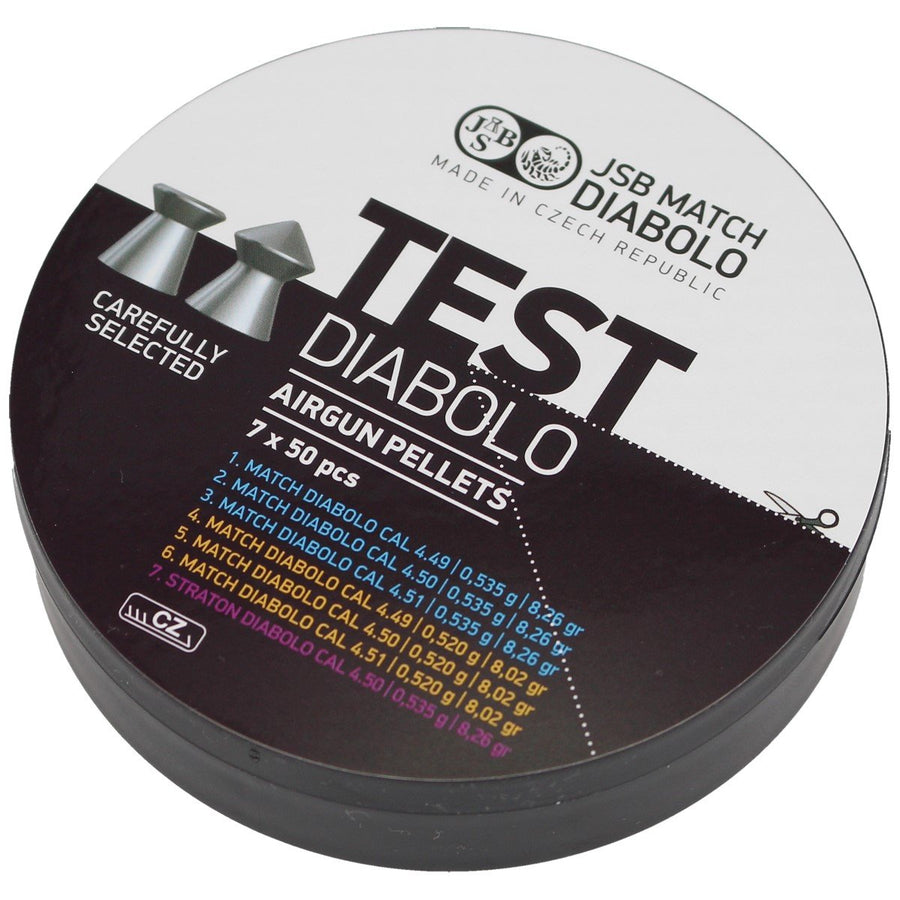 JSB
JSB MATCH
DIABOLO
MADE IN CZECH REPUBLIC
TEST
DIABOLO
AIRGUN PELLETS
7 x 50 pcs
CAREFULLY
SELECTED
1. MATCH DIABOLO CAL 4.49 | 0,535 g | 8,26 gr
2. MATCH DIABOLO CAL 4.50 | 0,535 g | 8,26 gr
3. MATCH DIABOLO CAL 4.51 | 0,535 g | 8,26 gr
4. MATCH DIABOLO CAL 4.49 | 0,520 g | 8,02 gr
5. MATCH DIABOLO CAL 4.50 | 0,520 g | 8,02 gr
6. MATCH DIABOLO CAL 4.51 | 0,520 g | 8,02 gr
7. STRATON DIABOLO CAL 4.50 | 0,535 g | 8,26 gr
CZ